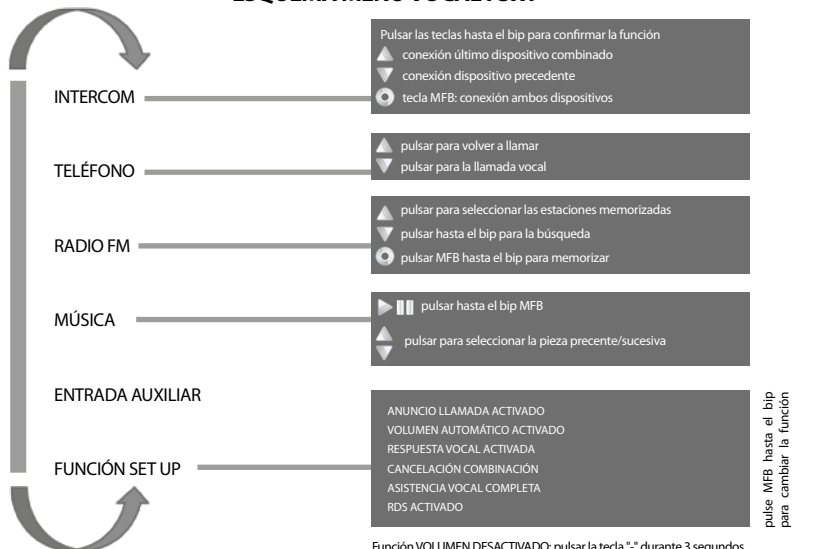 Pulsar las teclas hasta el bip para confirmar la función
conexión último dispositivo combinado
conexión dispositivo precedente
INTERCOM
tecla MFB: conexión ambos dispositivos
pulsar para volver a llamar
TELÉFONO
pulsar para la llamada vocal
pulsar para seleccionar las estaciones memorizadas
RADIO FM
pulsar hasta el bip para la búsqueda
pulsar MFB hasta el bip para memorizar
pulsar hasta el bip MFB
MÚSICA
pulsar para seleccionar la pieza precente/sucesiva
ENTRADA AUXILIAR
ANUNCIO LLAMADA ACTIVADO
VOLUMEN AUTOMÁTICO ACTIVADO
RESPUESTA VOCAL ACTIVADA
FUNCIÓN SET UP
CANCELACIÓN COMBINACIÓN
ASISTENCIA VOCAL COMPLETA
RDS ACTIVADO
pulse MFB hasta el bip
para cambiar la función
Función VOLUMEN DESACTIVADO: pulsar la tecla "-" durante 3 segundos